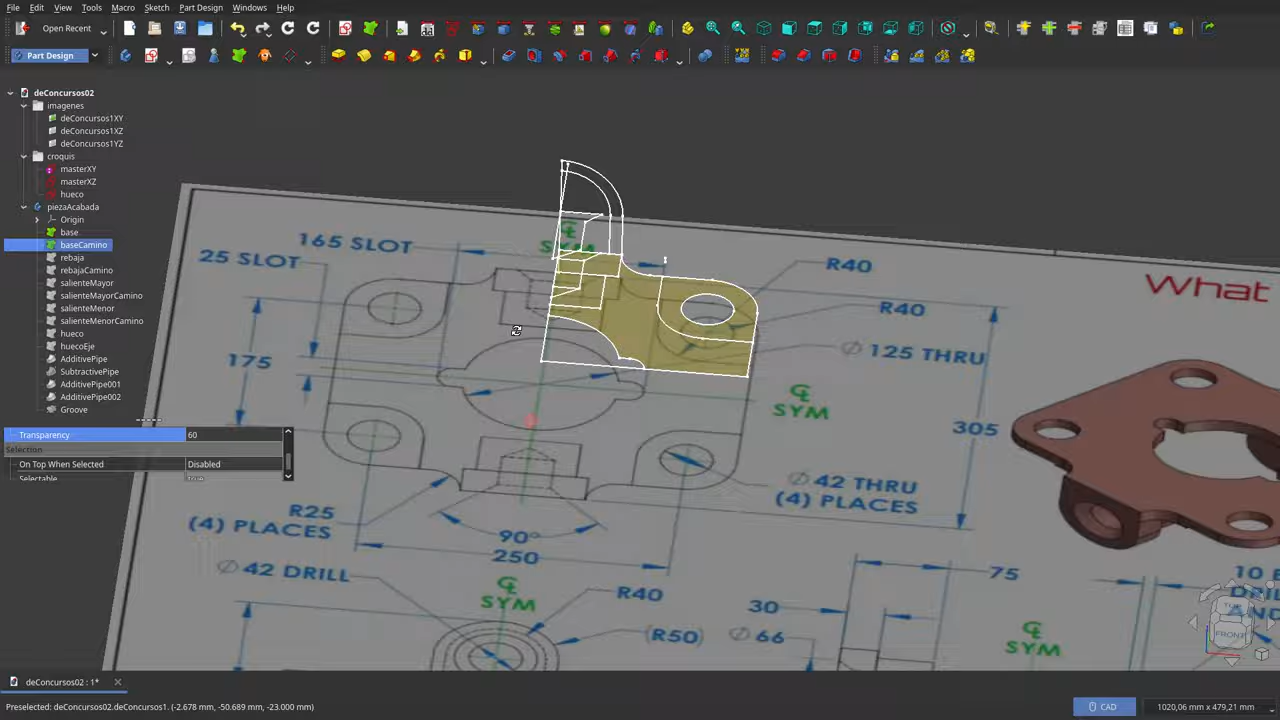 File Edit View Tools Macro Sketch Part Design Windows Help
Open Recent
Part Design
deConcursos02
imagenes
deConcursos1XY
deConcursos1XZ
deConcursos1YZ
croquis
masterXY
masterXZ
hueco
piezaAcabada
Origin
base
baseCamino
rebaja
rebajaCamino
salienteMayor
salienteMayorCamino
salienteMenor
salienteMenorCamino
hueco
huecoEje
AdditivePipe
SubtractivePipe
AdditivePipe001
AdditivePipe002
Groove
Transparency 60
Selection
On Top When Selected Disabled
Selectable true
165 SLOT
25 SLOT
R40
R40
Ø 125 THRU
175
SYM
305
Ø 42 THRU
(4) PLACES
R25
(4) PLACES
90°
250
Ø 42 DRILL
SYM
R40
(R50)
Ø 66
30
75
SYM
10
What
FRONT
deConcursos02 : 1*
Preselected: deConcursos02.deConcursos1. (-2.678 mm, -50.689 mm, -23.000 mm)
CAD
1020,06 mm x 479,21 mm